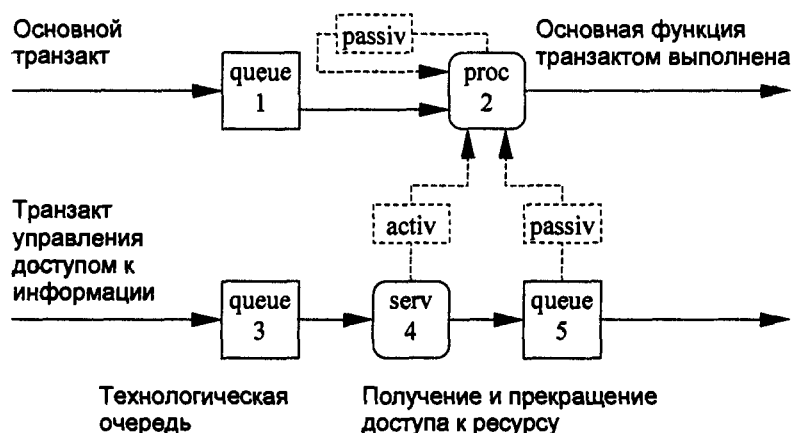 Основной
транзакт
passiv
Основная функция
транзактом выполнена
queue
1
proc
2
Транзакт
управления
доступом к
информации
activ
passiv
queue
3
serv
4
queue
5
Технологическая
очередь
Получение и прекращение
доступа к ресурсу